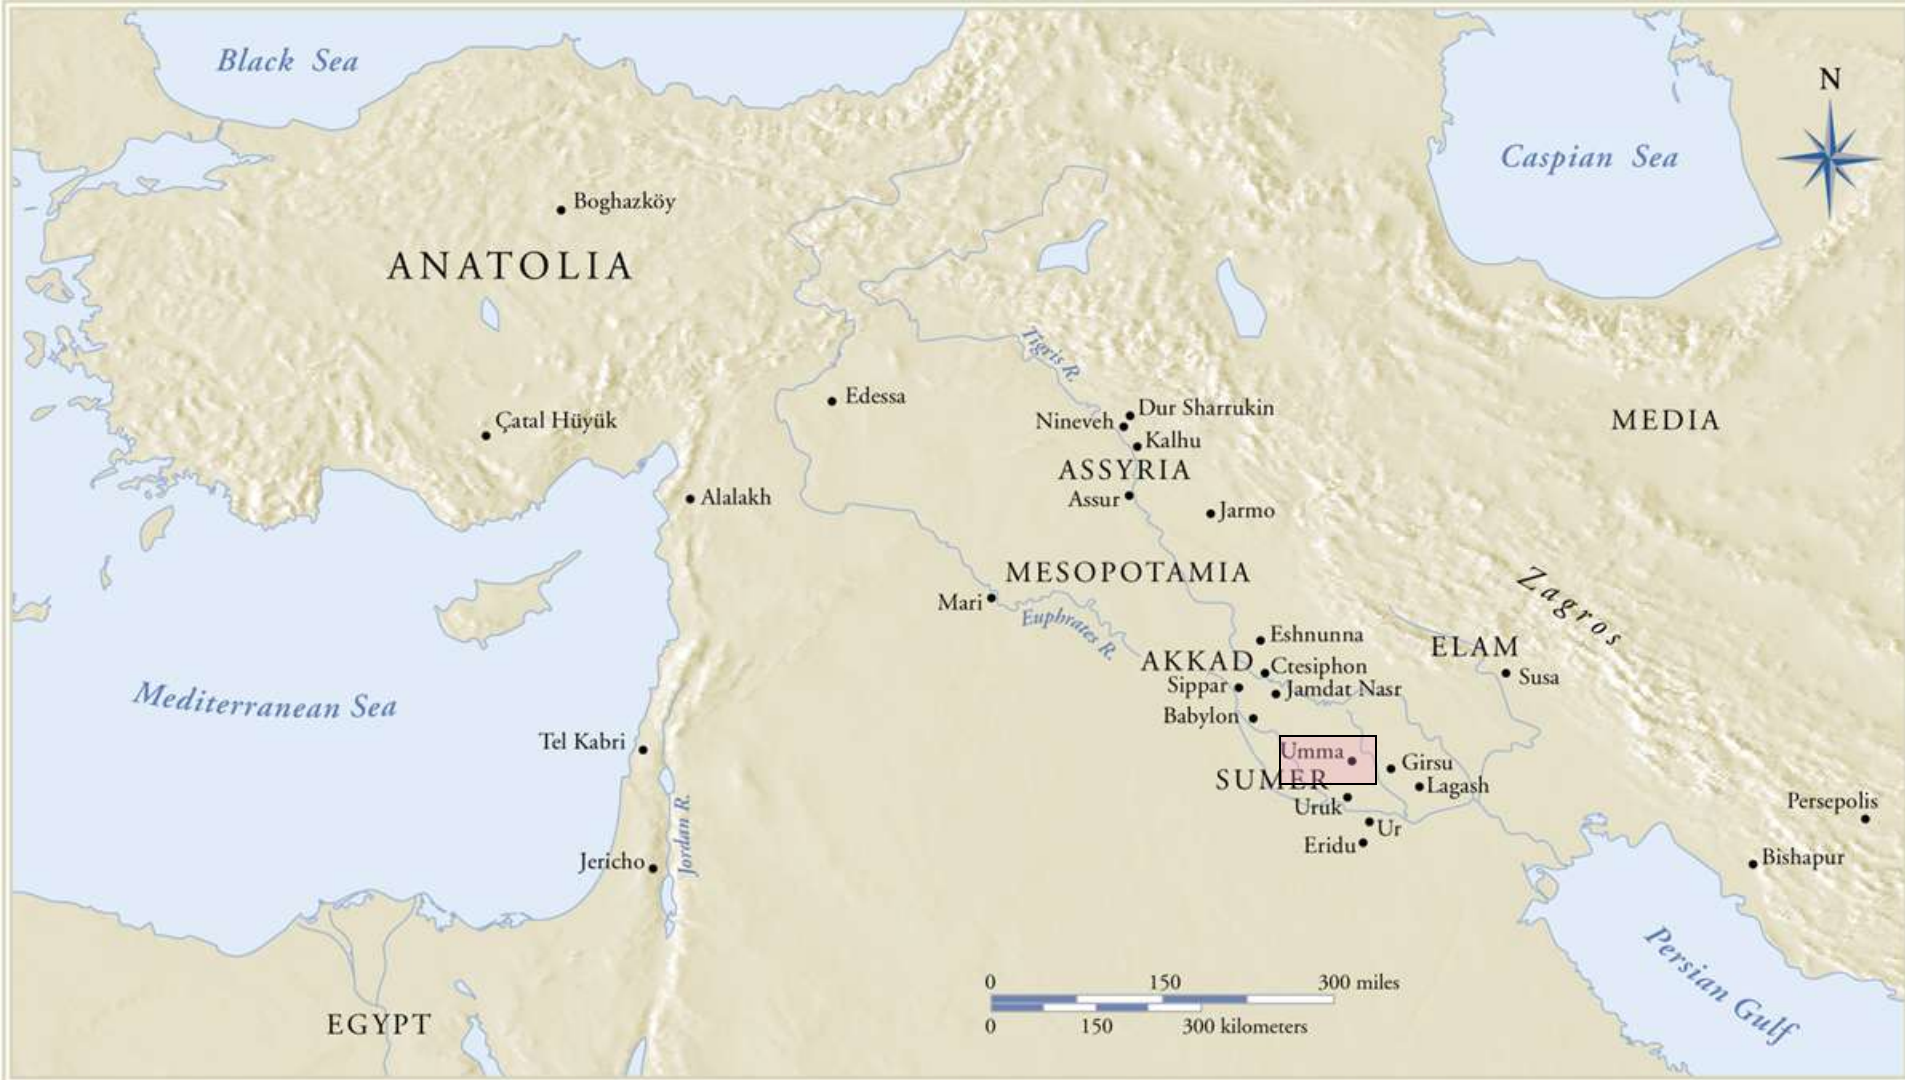 Black Sea
N
Caspian Sea
Boghazköy
ANATOLIA
Tigris R.
Edessa
Dur Sharrukin
Nineveh
Çatal Hüyük
MEDIA
Kalhu
ASSYRIA
Alalakh
Assur
Jarmo
MESOPOTAMIA
Mari
Euphrates R.
Zagros
Eshnunna
ELAM
AKKAD
Ctesiphon
Susa
Sippar
Jamdat Nasr
Mediterranean Sea
Babylon
Tel Kabri
Umma
Girsu
SUMER
Lagash
Uruk
Persepolis
Jordan R.
Ur
Eridu
Jericho
Bishapur
Persian Gulf
0 150 300 miles
0 150 300 kilometers
EGYPT